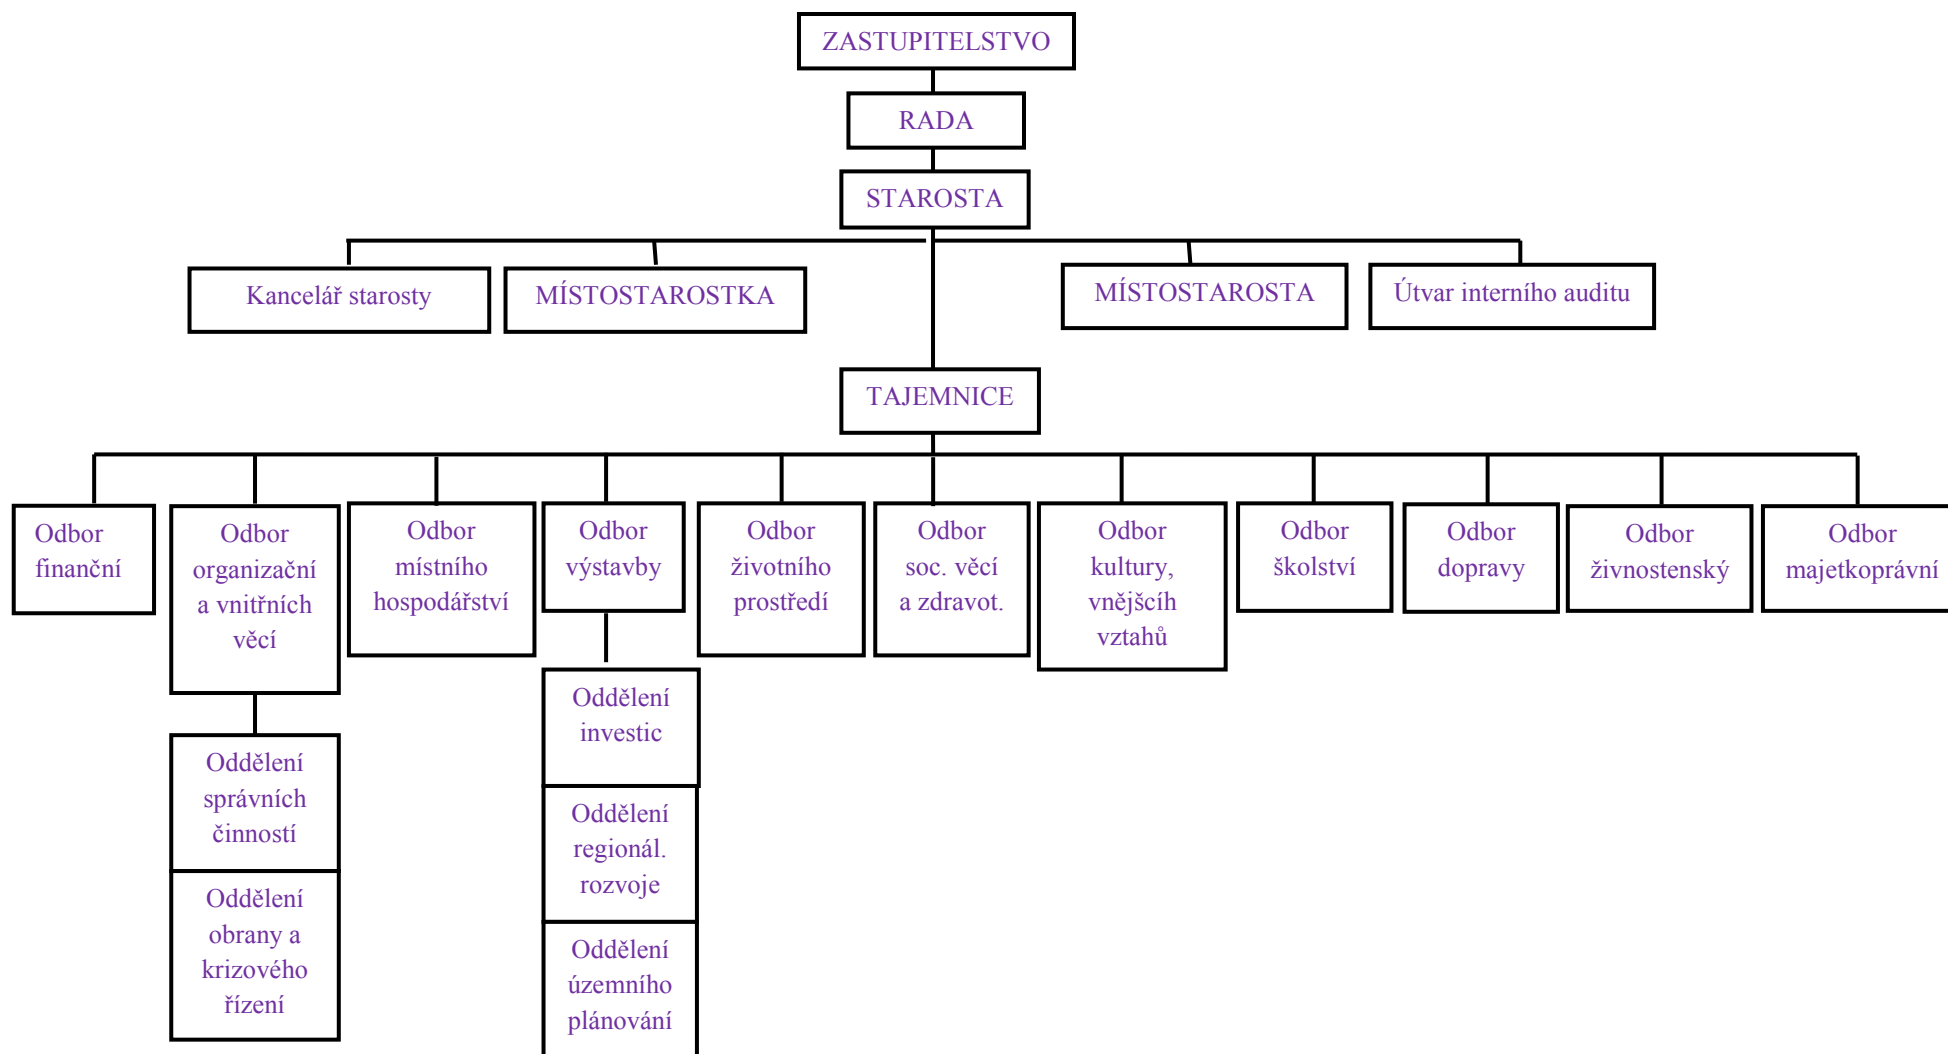 ZASTUPITELSTVO
RADA
STAROSTA
Kancelář starosty
MÍSTOSTAROSTKA
MÍSTOSTAROSTA
Útvar interního auditu
TAJEMNICE
Odbor
finanční
Odbor
organizační
a vnitřních
věcí
Odbor
místního
hospodářství
Odbor
výstavby
Odbor
životního
prostředí
Odbor
soc. věcí
a zdravot.
Odbor
kultury,
vnějšcíh
vztahů
Odbor
školství
Odbor
dopravy
Odbor
živnostenský
Odbor
majetkoprávní
Oddělení
správních
činností
Oddělení
obrany a
krizového
řízení
Oddělení
investic
Oddělení
regionál.
rozvoje
Oddělení
územního
plánování